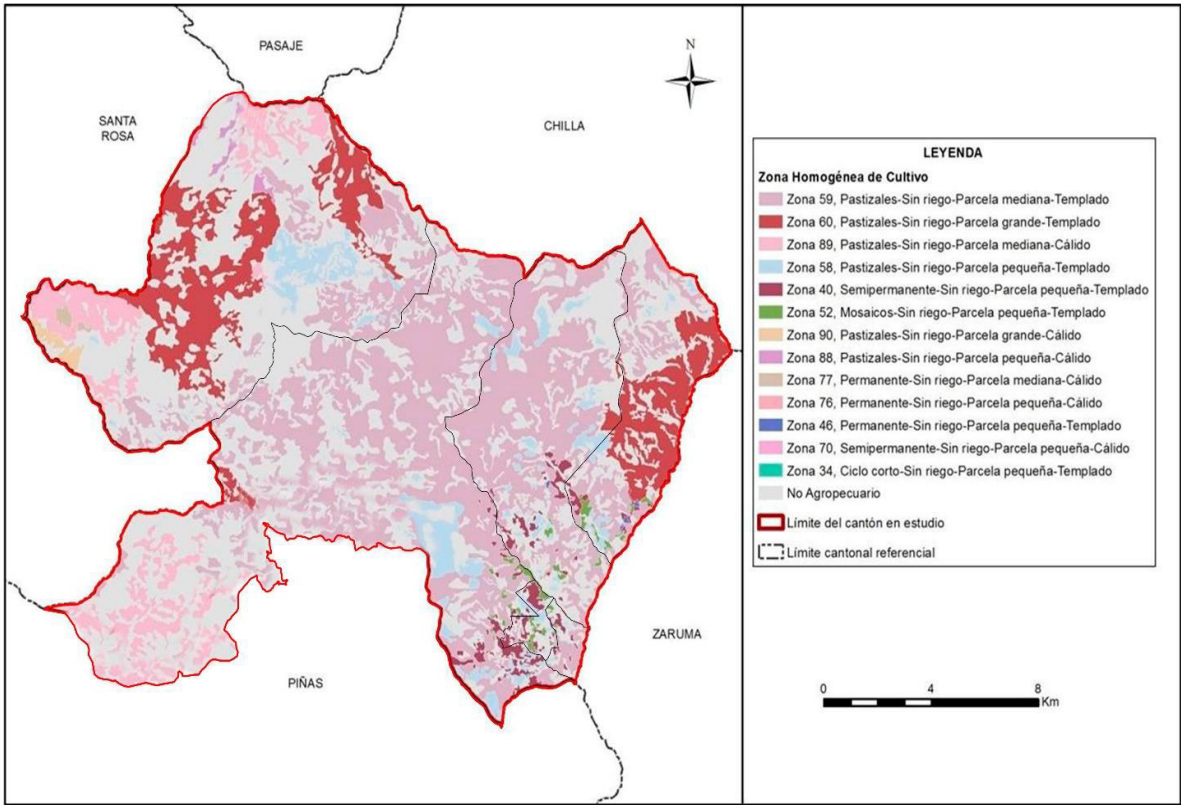 PASAJE
N
SANTA
ROSA
CHILLA
ZARUMA
PIÑAS
LEYENDA
Zona Homogénea de Cultivo
Zona 59, Pastizales-Sin riego-Parcela mediana-Templado
Zona 60, Pastizales-Sin riego-Parcela grande-Templado
Zona 89, Pastizales-Sin riego-Parcela mediana-Cálido
Zona 58, Pastizales-Sin riego-Parcela pequeña-Templado
Zona 40, Semipermanente-Sin riego-Parcela pequeña-Templado
Zona 52, Mosaicos-Sin riego-Parcela pequeña-Templado
Zona 90, Pastizales-Sin riego-Parcela grande-Cálido
Zona 88, Pastizales-Sin riego-Parcela pequeña-Cálido
Zona 77, Permanente-Sin riego-Parcela mediana-Cálido
Zona 76, Permanente-Sin riego-Parcela pequeña-Cálido
Zona 46, Permanente-Sin riego-Parcela pequeña-Templado
Zona 70, Semipermanente-Sin riego-Parcela pequeña-Cálido
Zona 34, Ciclo corto-Sin riego-Parcela pequeña-Templado
No Agropecuario
Límite del cantón en estudio
Límite cantonal referencial
0 4 8
Km